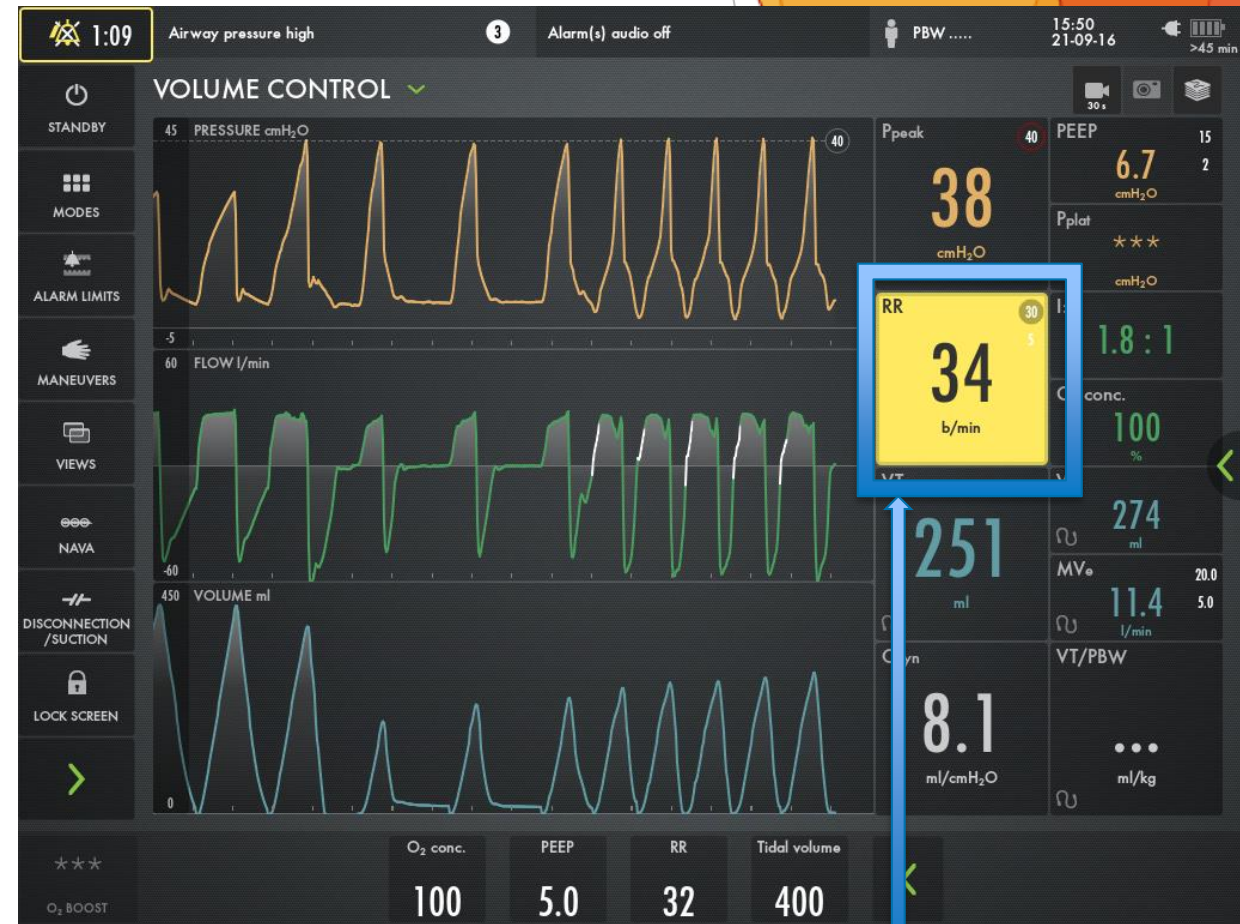 1:09
Airway pressure high
3
Alarm(s) audio off
PBW .....
15:50
21-09-16
>45 min
STANDBY
MODES
ALARM LIMITS
MANEUVERS
VIEWS
NAVA
DISCONNECTION
/SUCTION
LOCK SCREEN
VOLUME CONTROL
30 s
45 PRESSURE cmH₂O
40
-5
60 FLOW l/min
-60
450 VOLUME ml
0
Ppeak 40
38
cmH₂O
PEEP 15
6.7 2
cmH₂O
Pplat
***
cmH₂O
RR 30
5
34
b/min
1.8 : 1
conc.
100
%
251
ml
274
ml
MVe 20.0
11.4 5.0
l/min
8.1
ml/cmH₂O
VT/PBW
...
ml/kg
***
O₂ BOOST
O₂ conc.
100
PEEP
5.0
RR
32
Tidal volume
400